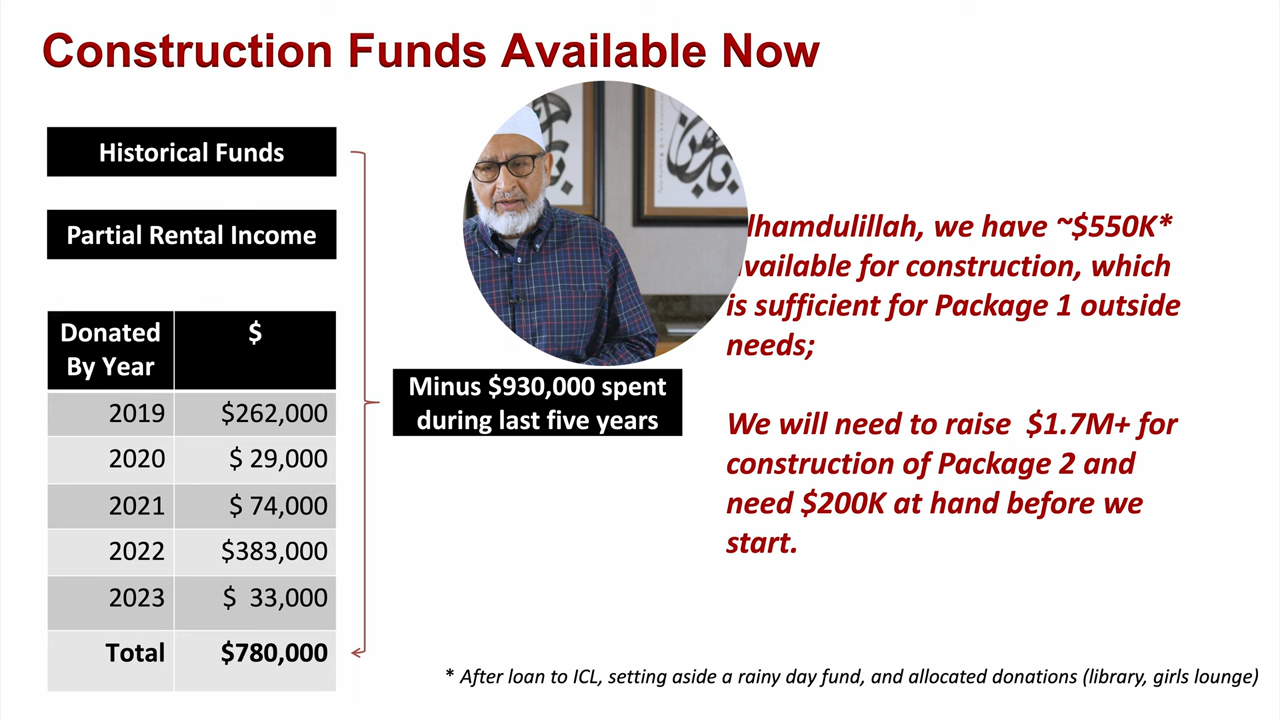 Construction Funds Available Now
Historical Funds
Partial Rental Income
Donated By Year $
2019 $262,000
2020 $ 29,000
2021 $ 74,000
2022 $383,000
2023 $ 33,000
Total $780,000
Minus $930,000 spent
during last five years
lhamdulillah, we have ~$550K*
vailable for construction, which
is sufficient for Package 1 outside
needs;
We will need to raise $1.7M+ for
construction of Package 2 and
need $200K at hand before we
start.
* After loan to ICL, setting aside a rainy day fund, and allocated donations (library, girls lounge)